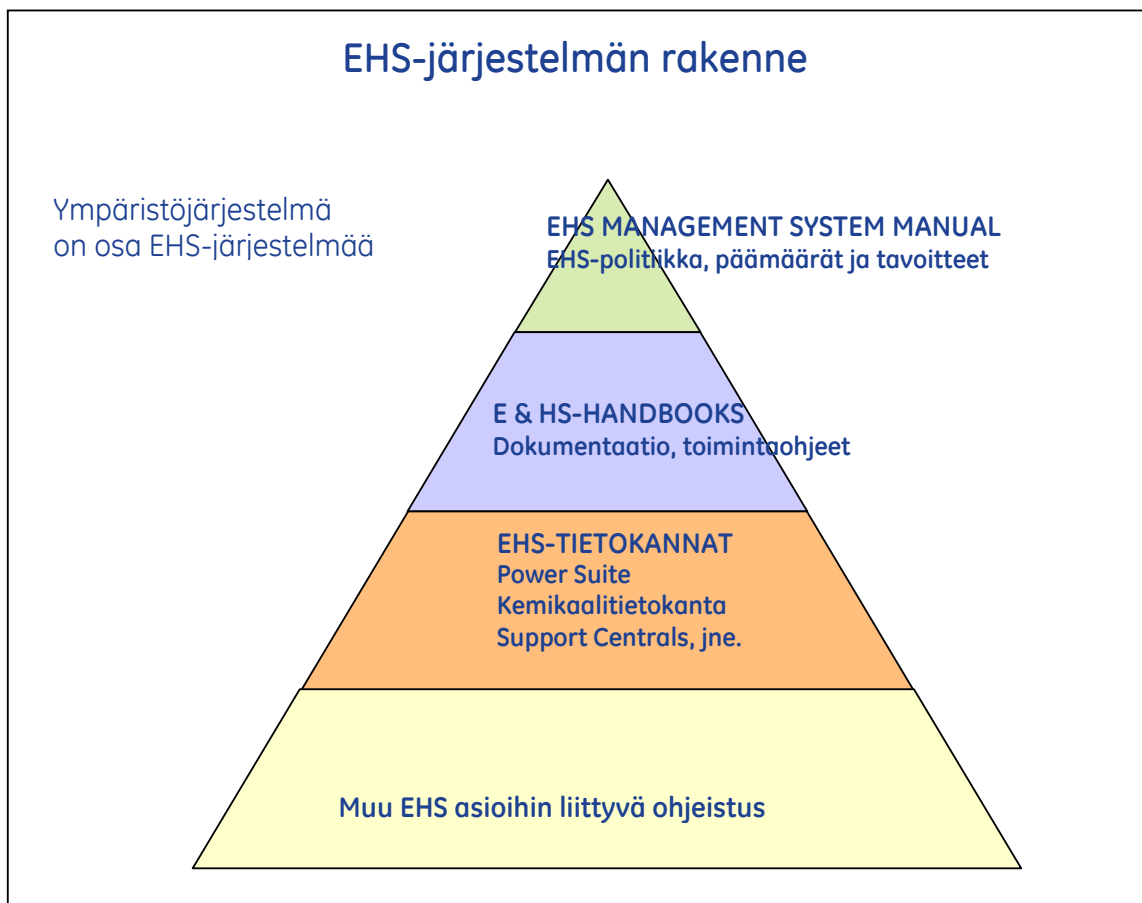 EHS-järjestelmän rakenne
Ympäristöjärjestelmä
on osa EHS-järjestelmää
EHS MANAGEMENT SYSTEM MANUAL
EHS-politiikka, päämäärät ja tavoitteet
E & HS-HANDBOOKS
Dokumentaatio, toimintaohjeet
EHS-TIETOKANNAT
Power Suite
Kemikaalitietokanta
Support Centrals, jne.
Muu EHS asioihin liittyvä ohjeistus